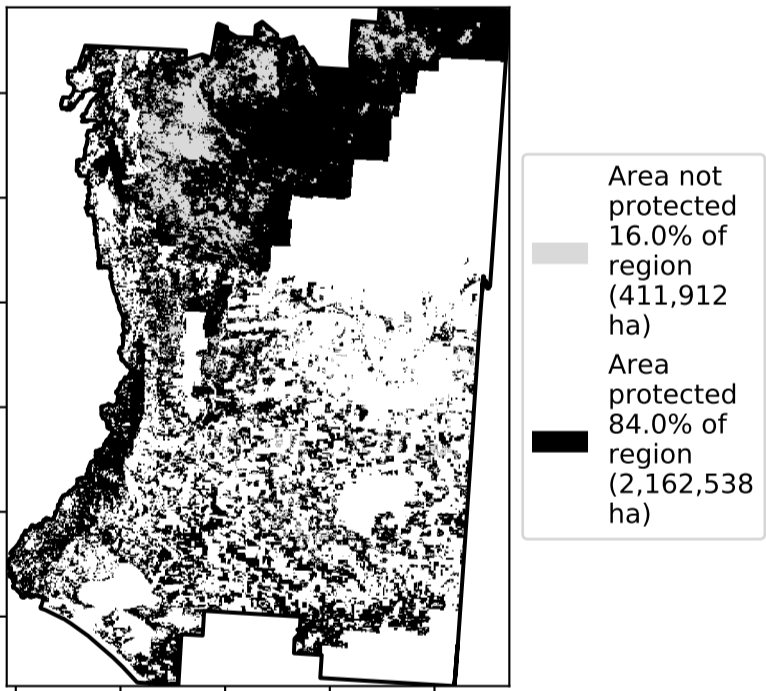 Area not
protected
16.0% of
region
(411,912
ha)
Area
protected
84.0% of
region
(2,162,538
ha)